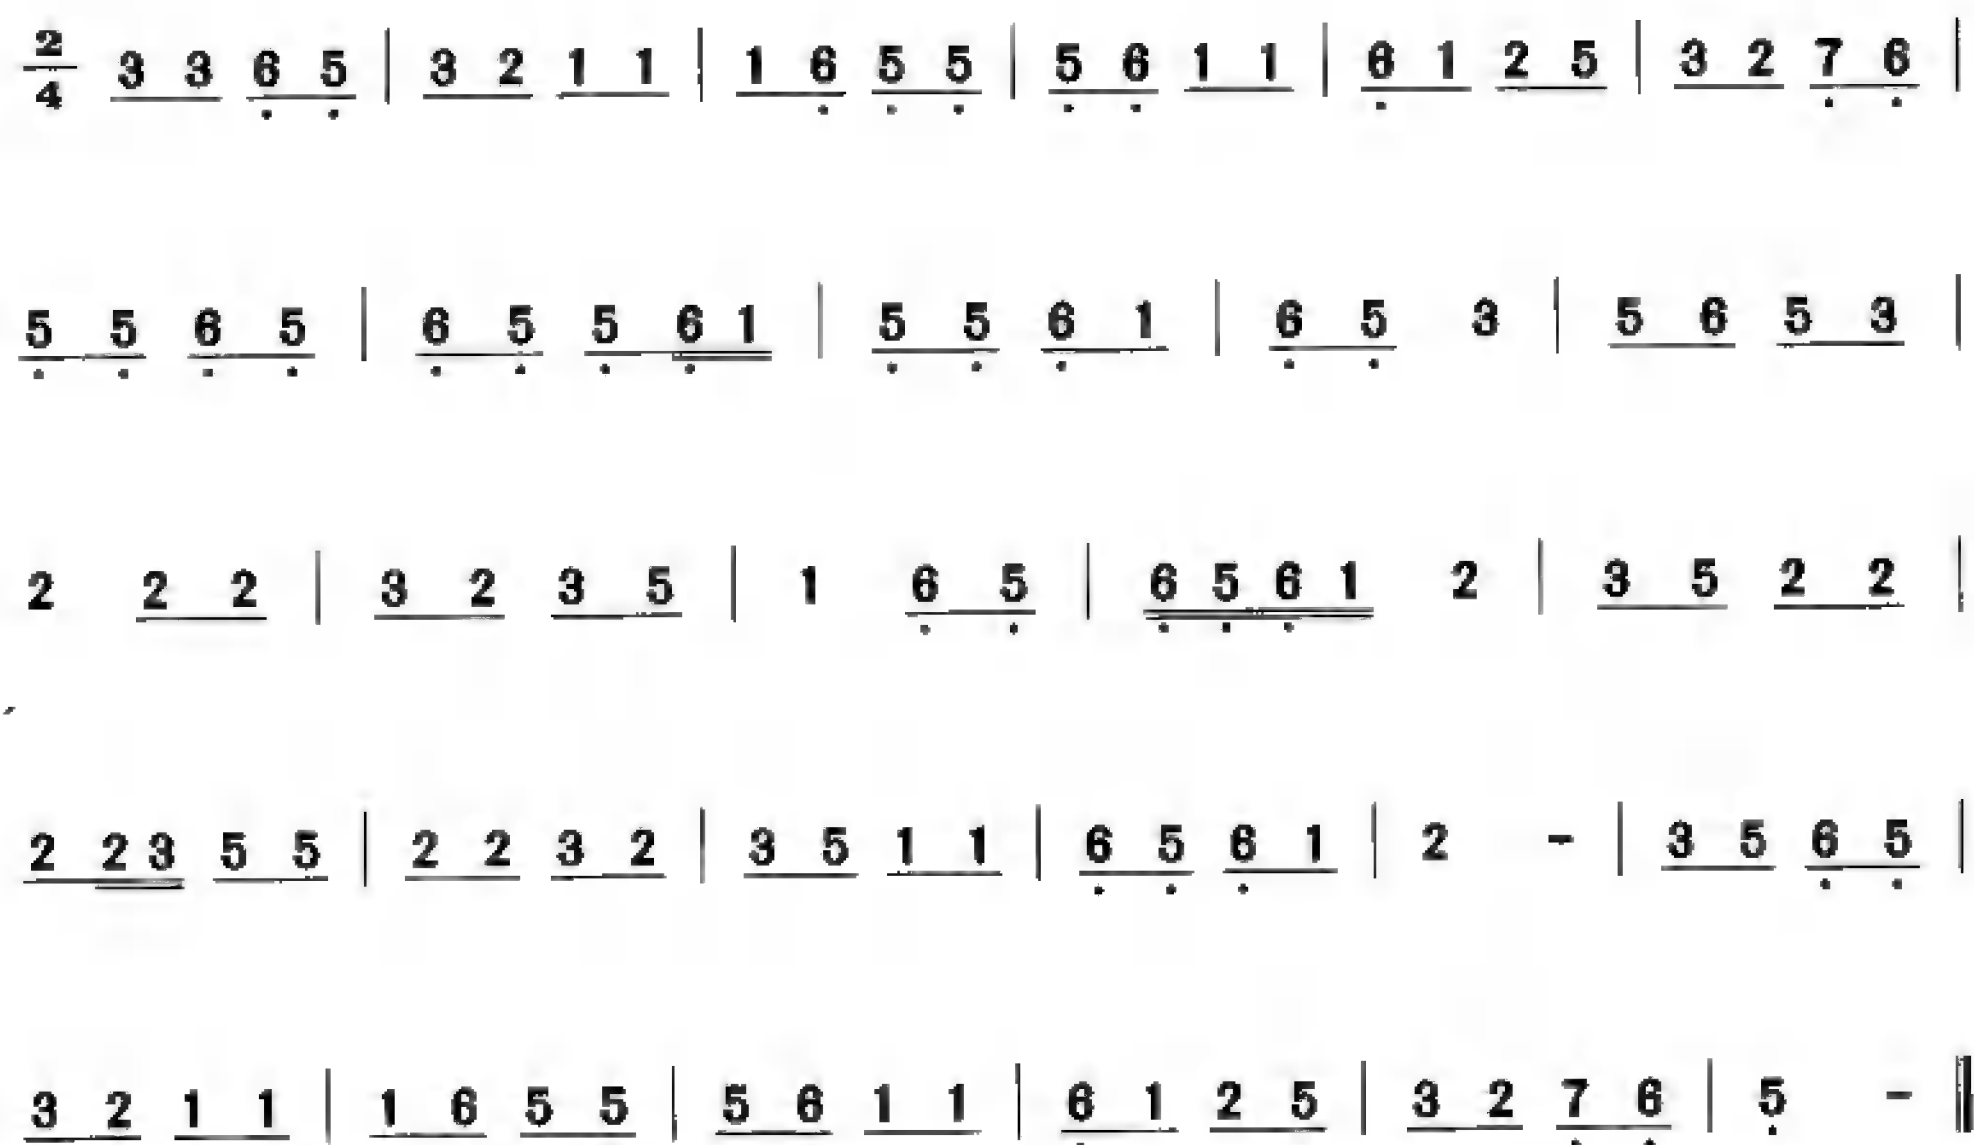 2/4 3 3 6̣ 5̣ | 3 2 1 1 | 1 6̣ 5̣ 5̣ | 5̣ 6̣ 1 1 | 6̣ 1 2 5 | 3 2 7̣ 6̣ |
5̣ 5̣ 6̣ 5̣ | 6̣ 5̣ 5̣ 6̣ 1 | 5̣ 5̣ 6̣ 1 | 6̣ 5̣ 3 | 5 6 5 3 |
2 2 2 | 3 2 3 5 | 1 6̣ 5̣ | 6̣ 5̣ 6̣ 1 2 | 3 5 2 2 |
2 2 3 5 5 | 2 2 3 2 | 3 5 1 1 | 6̣ 5̣ 6̣ 1 | 2 - | 3 5 6̣ 5̣ |
3 2 1 1 | 1 6 5 5 | 5 6 1 1 | 6̣ 1 2 5 | 3 2 7̣ 6̣ | 5̣ - ‖